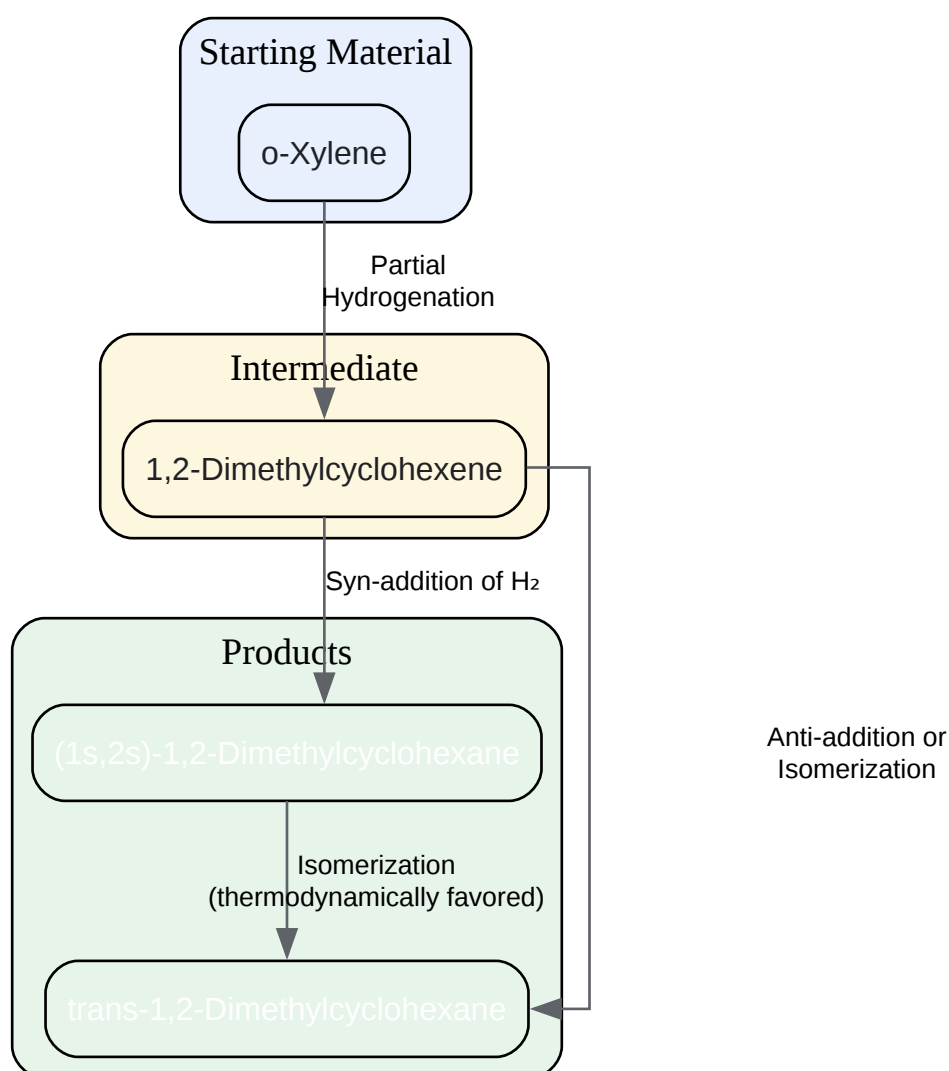 Starting Material
o-Xylene
Partial
Hydrogenation
Intermediate
1,2-Dimethylcyclohexene
Syn-addition of H₂
Products
(1s,2s)-1,2-Dimethylcyclohexane
Anti-addition or
Isomerization
Isomerization
(thermodynamically favored)
trans-1,2-Dimethylcyclohexane